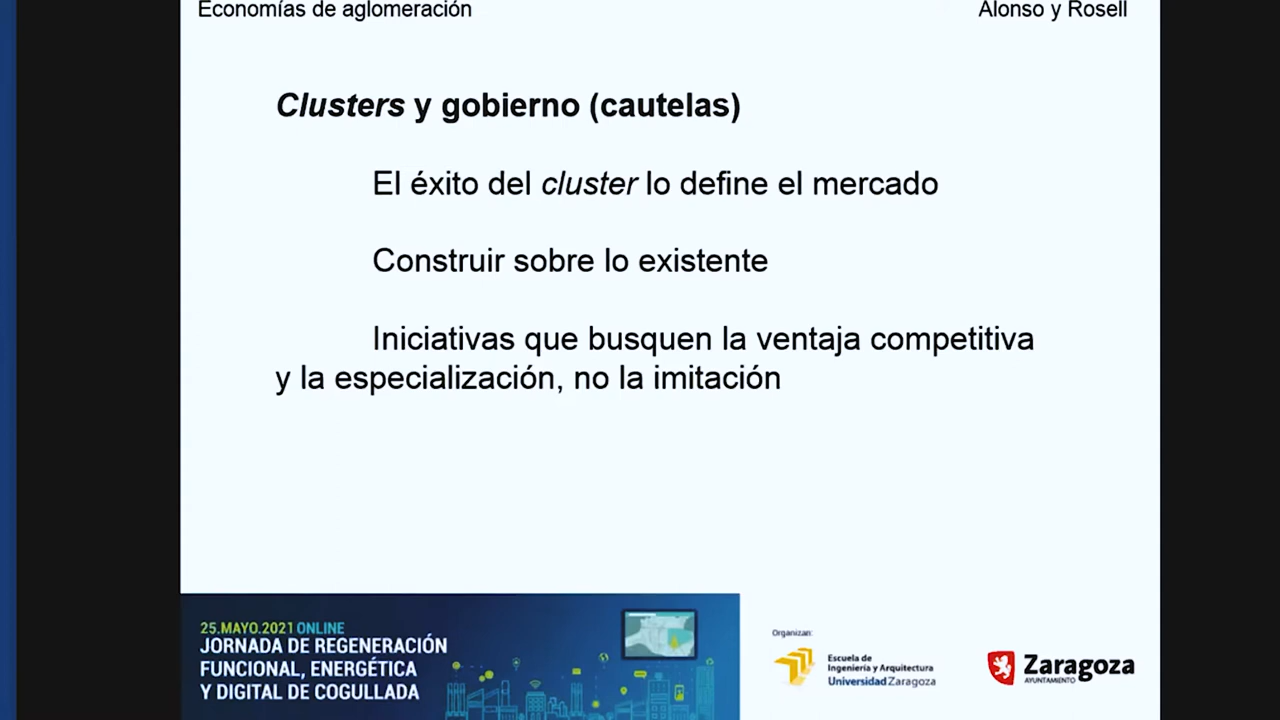 Economías de aglomeración
Alonso y Rosell
Clusters y gobierno (cautelas)
El éxito del cluster lo define el mercado
Construir sobre lo existente
Iniciativas que busquen la ventaja competitiva
y la especialización, no la imitación
25.MAYO.2021 ONLINE
JORNADA DE REGENERACIÓN
FUNCIONAL, ENERGÉTICA
Y DIGITAL DE COGULLADA
Organizan:
Escuela de
Ingeniería y Arquitectura
Universidad Zaragoza
Zaragoza
AYUNTAMIENTO